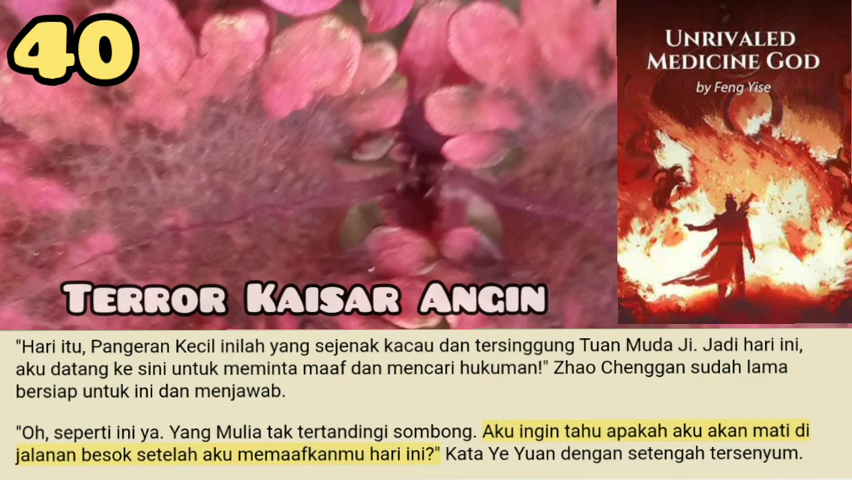 40
UNRIVALED
MEDICINE GOD
by Feng Yise
TERROR KAISAR ANGIN
"Hari itu, Pangeran Kecil inilah yang sejenak kacau dan tersinggung Tuan Muda Ji. Jadi hari ini,
aku datang ke sini untuk meminta maaf dan mencari hukuman!" Zhao Chenggan sudah lama
bersiap untuk ini dan menjawab.
"Oh, seperti ini ya. Yang Mulia tak tertandingi sombong. Aku ingin tahu apakah aku akan mati di
jalanan besok setelah aku memaafkanmu hari ini?" Kata Ye Yuan dengan setengah tersenyum.